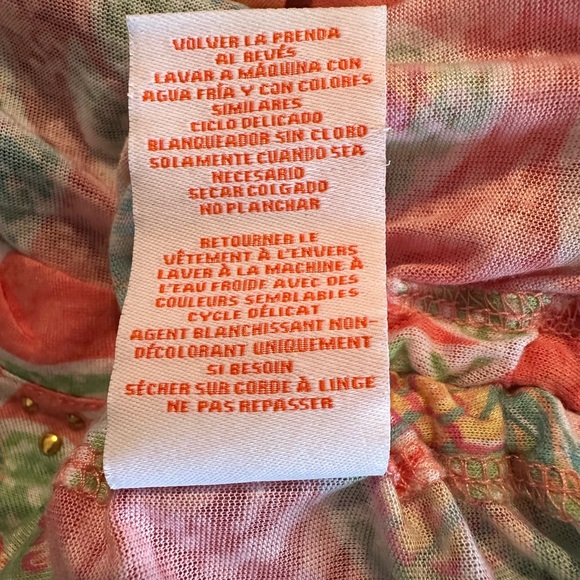 VOLVER LA PRENDA
AL REVÉS
LAVAR A MÁQUINA CON
AGUA FRÍA Y CON COLORES
SIMILARES
CICLO DELICADO
BLANQUEADOR SIN CLORO
SOLAMENTE CUANDO SEA
NECESARIO
SECAR COLGADO
NO PLANCHAR
RETOURNER LE
VÊTEMENT À L'ENVERS
LAVER À LA MACHINE À
L'EAU FROIDE AVEC DES
COULEURS SEMBLABLES
CYCLE DÉLICAT
AGENT BLANCHISSANT NON-
DÉCOLORANT UNIQUEMENT
SI BESOIN
SÉCHER SUR CORDE À LINGE
NE PAS REPASSER